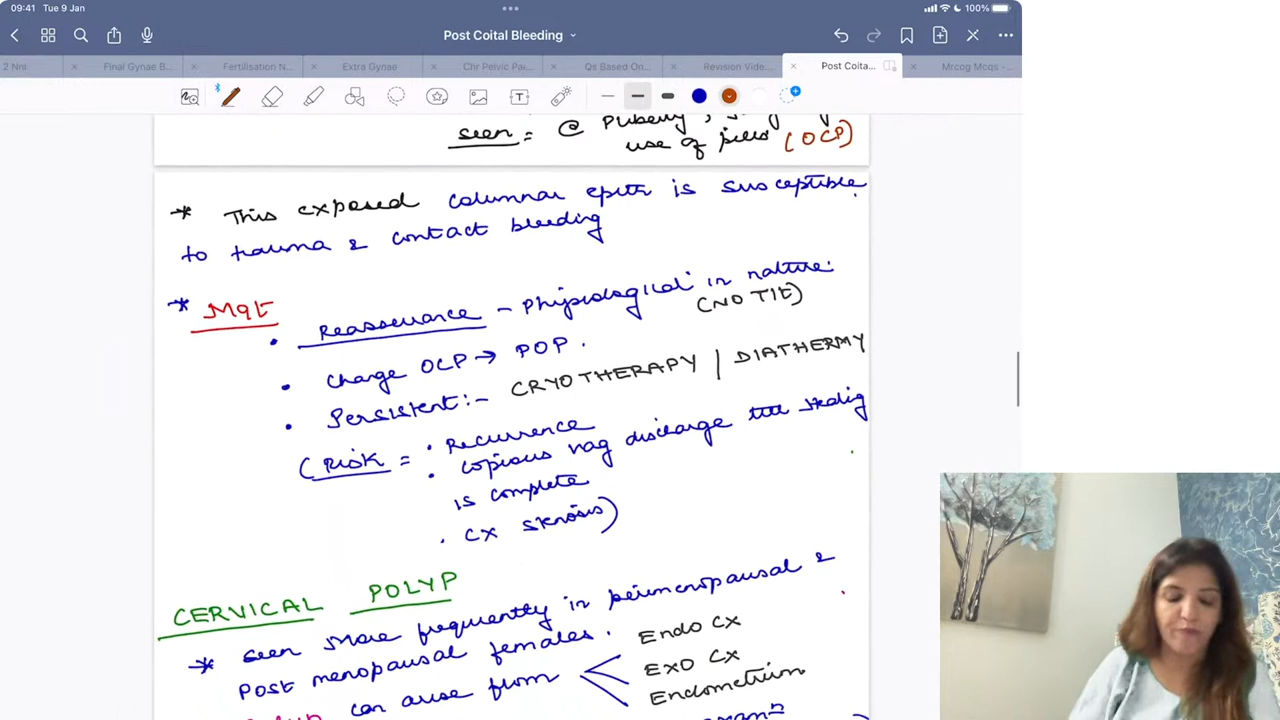 09:41 Tue 9 Jan
100%
Post Coital Bleeding
2 Nnt
Final Gynae B...
Fertilisation N...
Extra Gynae
Chr Pelvic Pai...
Qs Based On...
Revision Vide...
Post Coita...
Mrcog Mcqs -...
seen = @ Puberty,
use of pills (OCP)
* This exposed columnar epith is susceptible
to trauma & contact bleeding
* Mgt
• Reassurance - Physiological in nature.
(NO T/t)
• Change OCP → POP.
• Persistent:- CRYOTHERAPY | DIATHERMY
(Risk = • Recurrence
• Copious vag discharge till
is complete
• CX stenosis)
CERVICAL POLYP
* seen more frequently in perimenopausal &
Post menopausal females.
can arise from
Endo Cx
Exo Cx
Endometrium